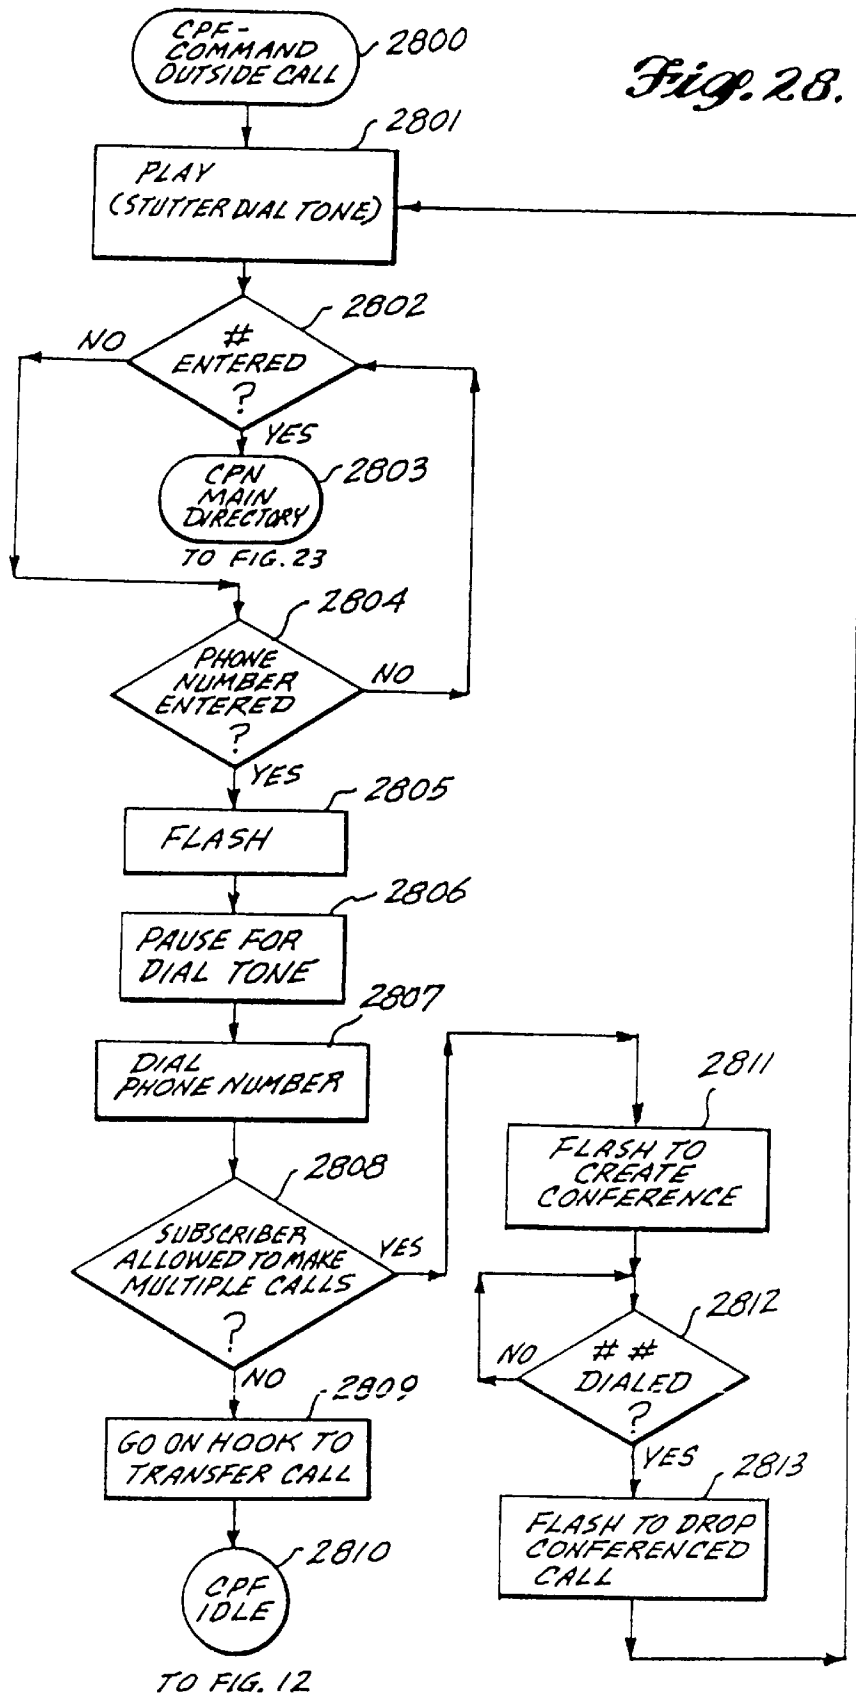 CPF-
COMMAND
OUTSIDE CALL
2800
Fig. 28.
2801
PLAY
(STUTTER DIAL TONE)
2802
NO
#
ENTERED
?
YES
CPN
MAIN
DIRECTORY
2803
TO FIG. 23
2804
PHONE
NUMBER
ENTERED
?
NO
YES
2805
FLASH
2806
PAUSE FOR
DIAL TONE
2807
DIAL
PHONE NUMBER
2808
SUBSCRIBER
ALLOWED TO MAKE
MULTIPLE CALLS
?
YES
NO
2809
GO ON HOOK TO
TRANSFER CALL
2810
CPF
IDLE
TO FIG. 12
2811
FLASH TO
CREATE
CONFERENCE
2812
NO
# #
DIALED
?
YES
2813
FLASH TO DROP
CONFERENCED
CALL